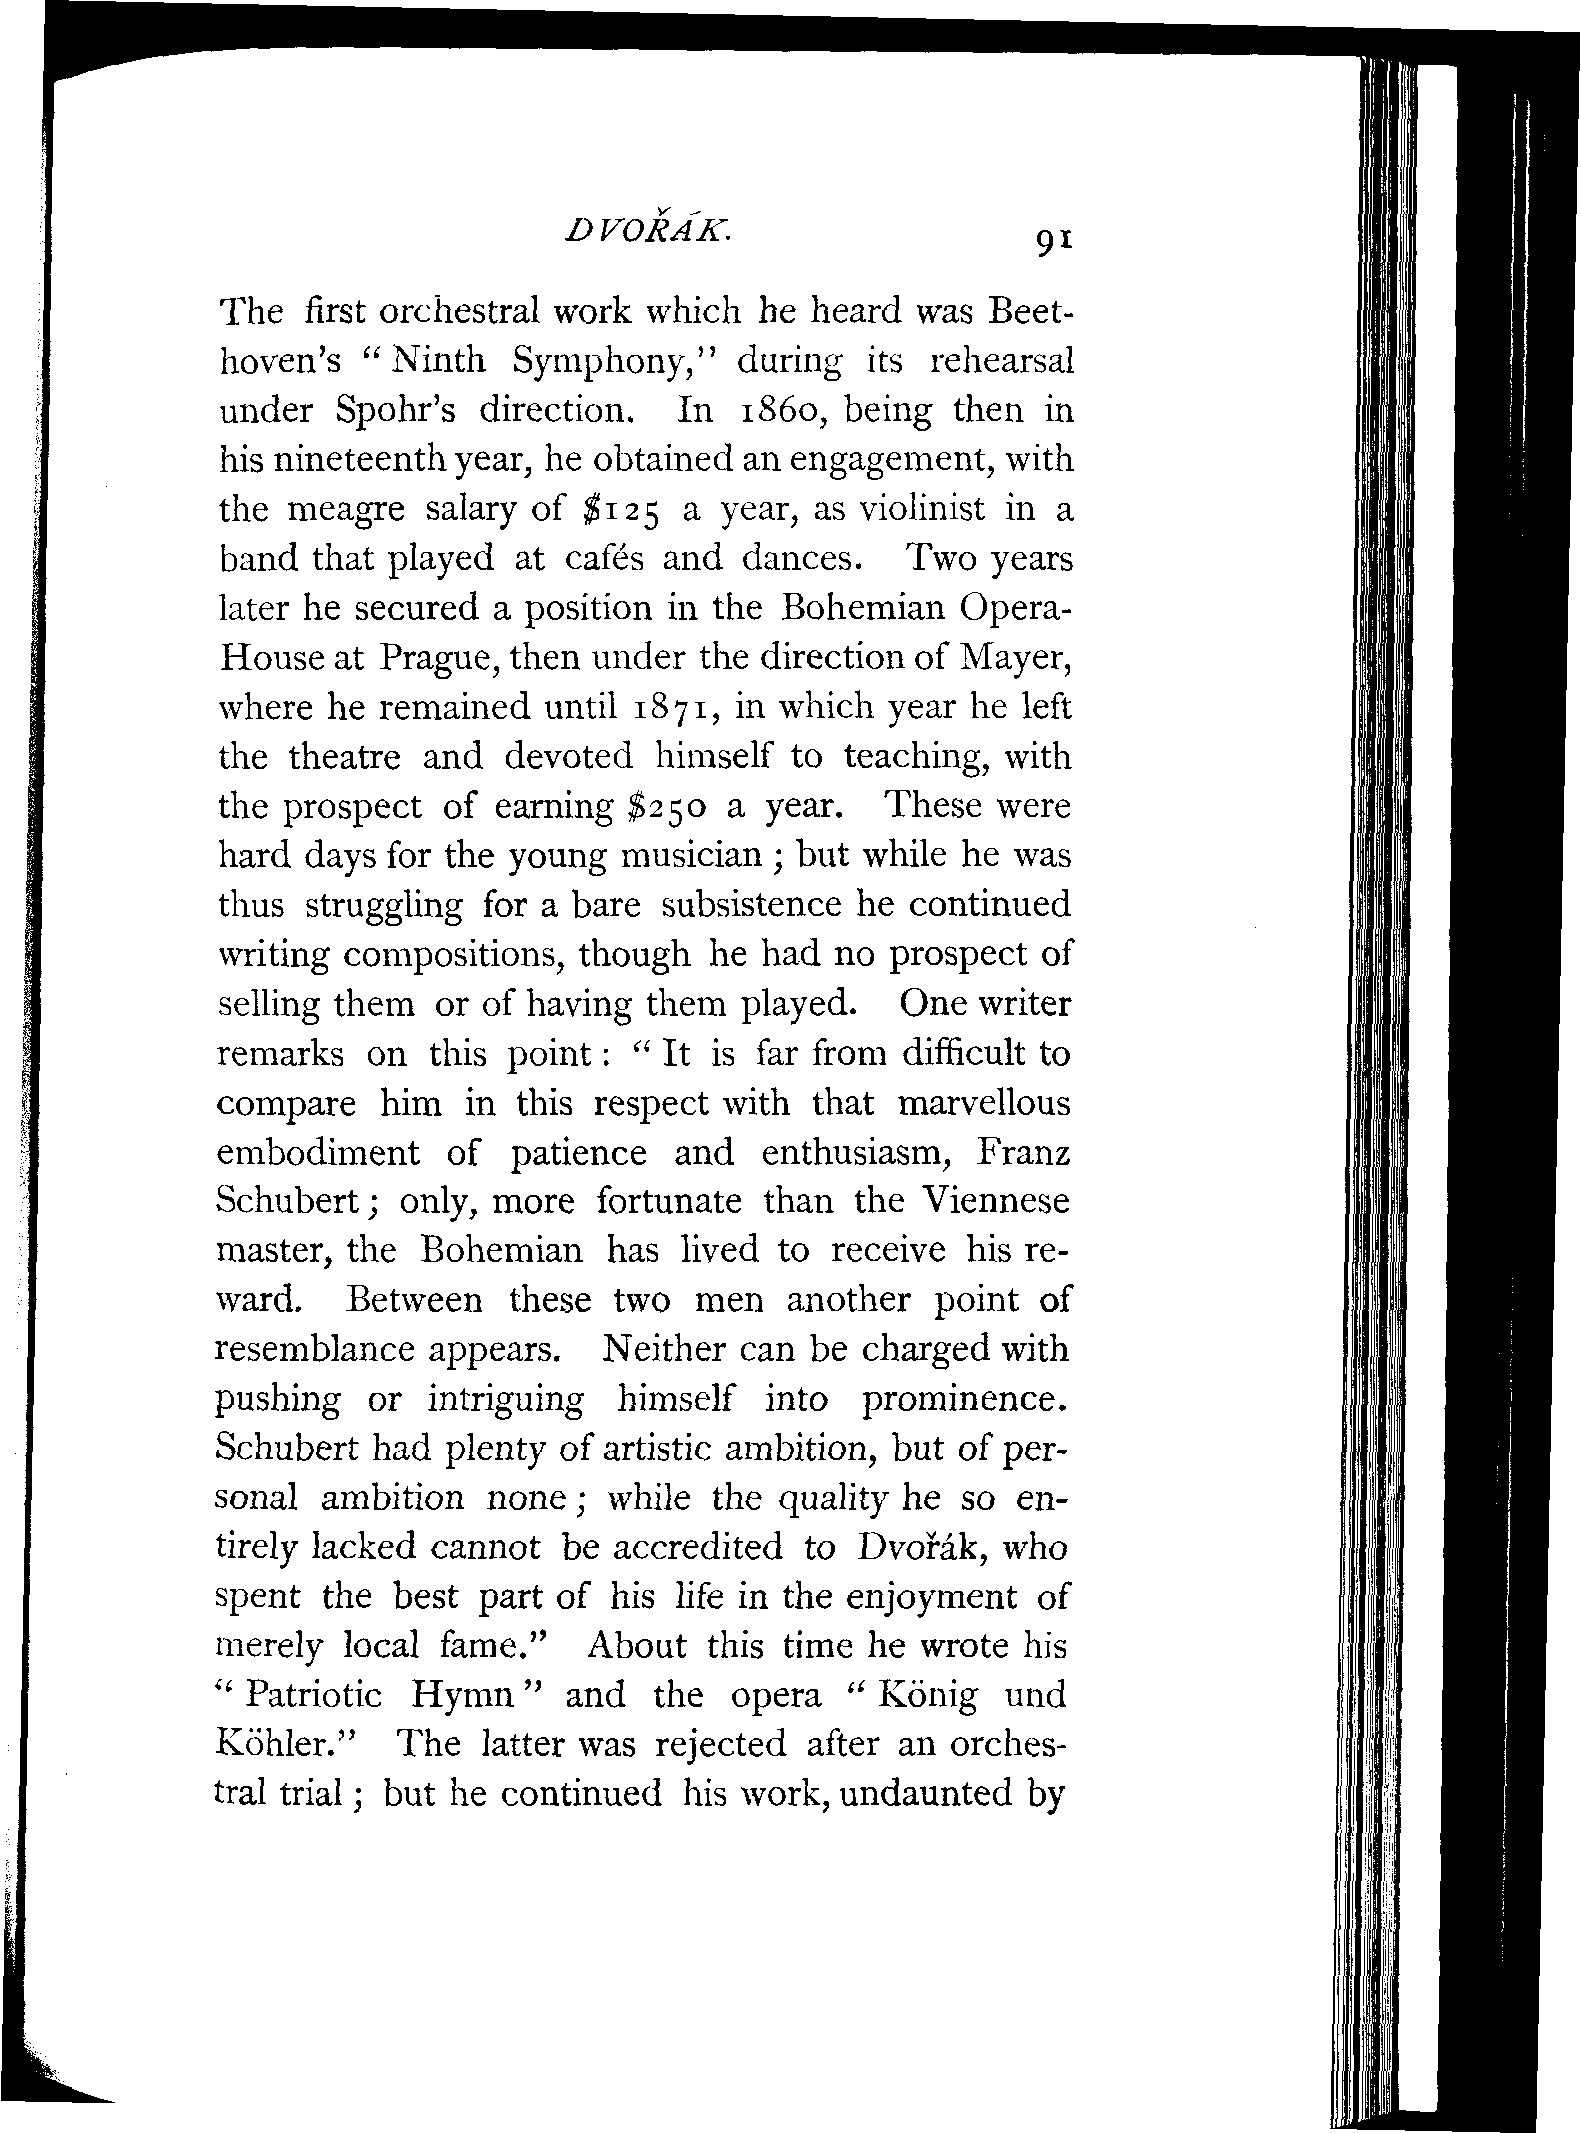 DVOŘÁK. 91
The first orchestral work which he heard was Beet-
hoven's “ Ninth Symphony,” during its rehearsal
under Spohr's direction. In 1860, being then in
his nineteenth year, he obtained an engagement, with
the meagre salary of $125 a year, as violinist in a
band that played at cafés and dances. Two years
later he secured a position in the Bohemian Opera-
House at Prague, then under the direction of Mayer,
where he remained until 1871, in which year he left
the theatre and devoted himself to teaching, with
the prospect of earning $250 a year. These were
hard days for the young musician ; but while he was
thus struggling for a bare subsistence he continued
writing compositions, though he had no prospect of
selling them or of having them played. One writer
remarks on this point : “ It is far from difficult to
compare him in this respect with that marvellous
embodiment of patience and enthusiasm, Franz
Schubert ; only, more fortunate than the Viennese
master, the Bohemian has lived to receive his re-
ward. Between these two men another point of
resemblance appears. Neither can be charged with
pushing or intriguing himself into prominence.
Schubert had plenty of artistic ambition, but of per-
sonal ambition none ; while the quality he so en-
tirely lacked cannot be accredited to Dvořák, who
spent the best part of his life in the enjoyment of
merely local fame.” About this time he wrote his
“ Patriotic Hymn ” and the opera “ König und
Köhler.” The latter was rejected after an orches-
tral trial ; but he continued his work, undaunted by